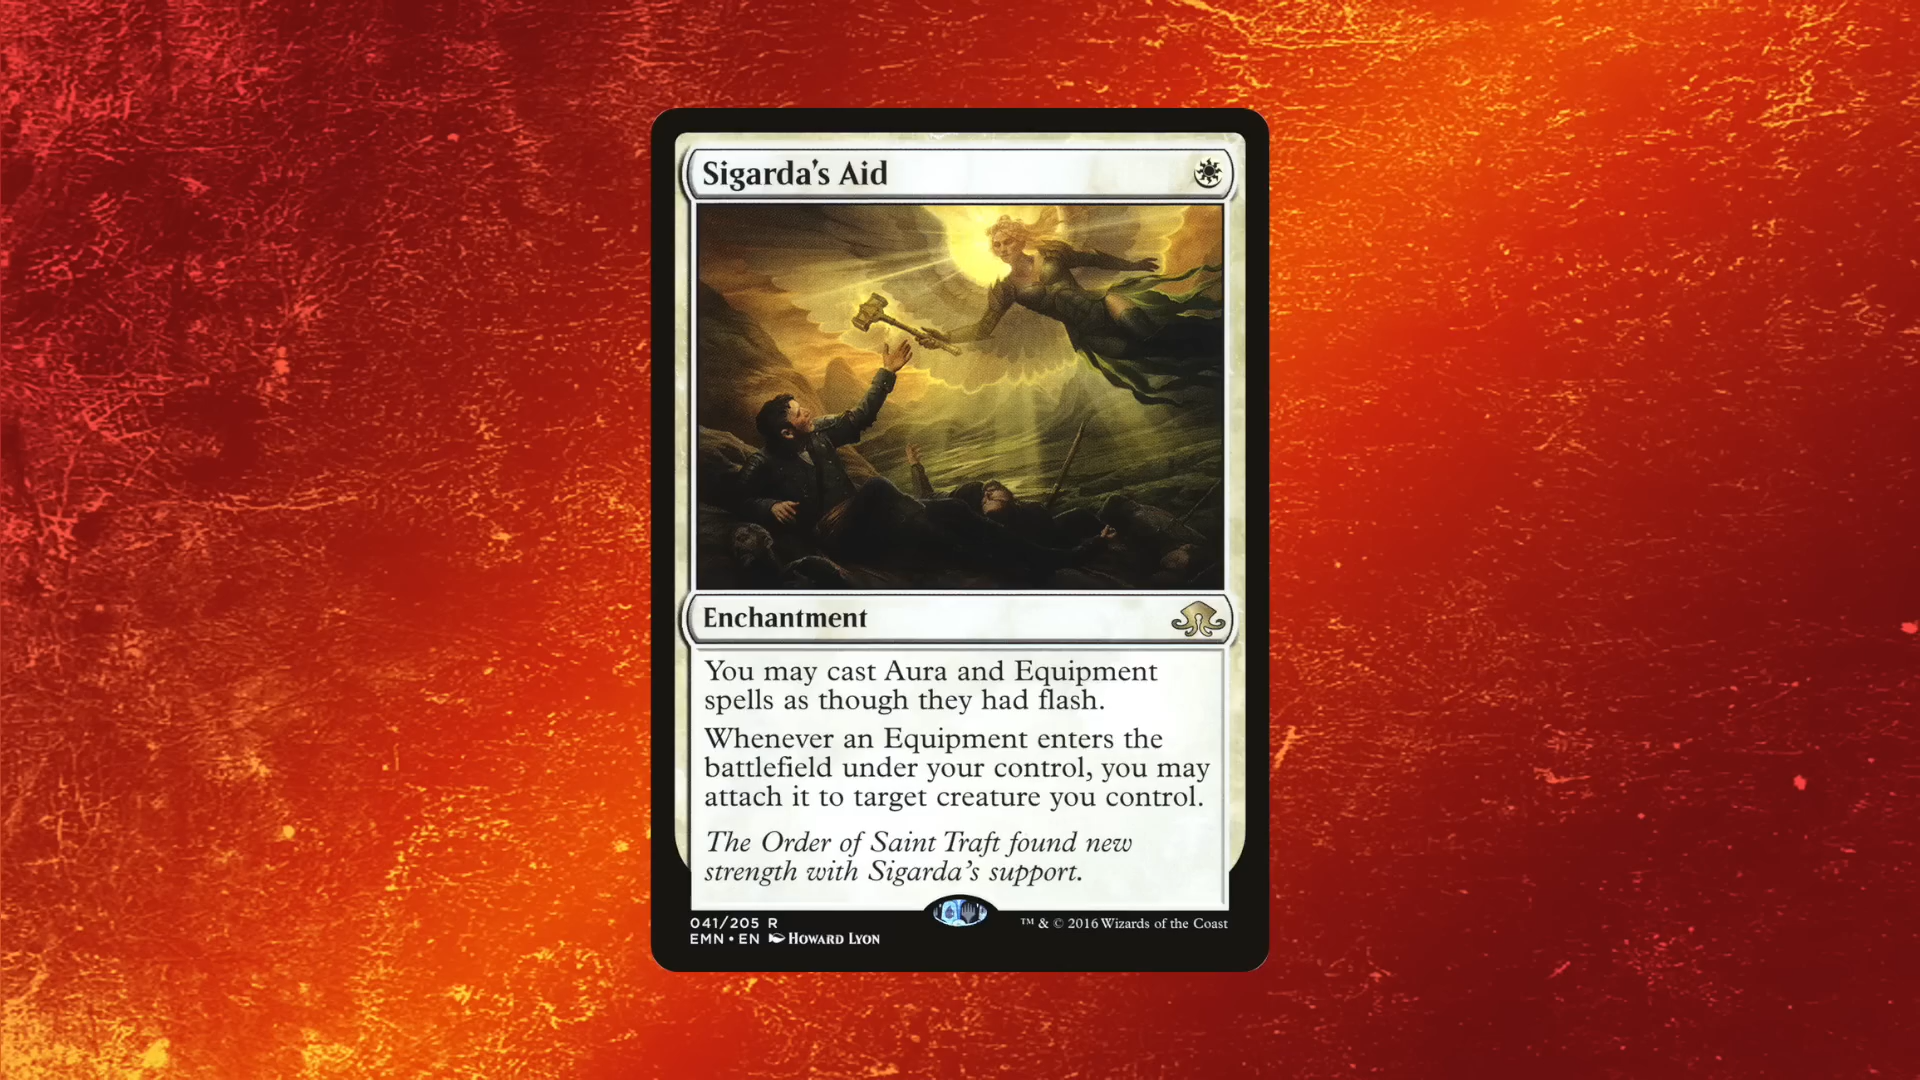 Sigarda's Aid
Enchantment
You may cast Aura and Equipment
spells as though they had flash.
Whenever an Equipment enters the
battlefield under your control, you may
attach it to target creature you control.
The Order of Saint Traft found new
strength with Sigarda's support.
041/205 R
EMN • EN Howard Lyon
™ & © 2016 Wizards of the Coast